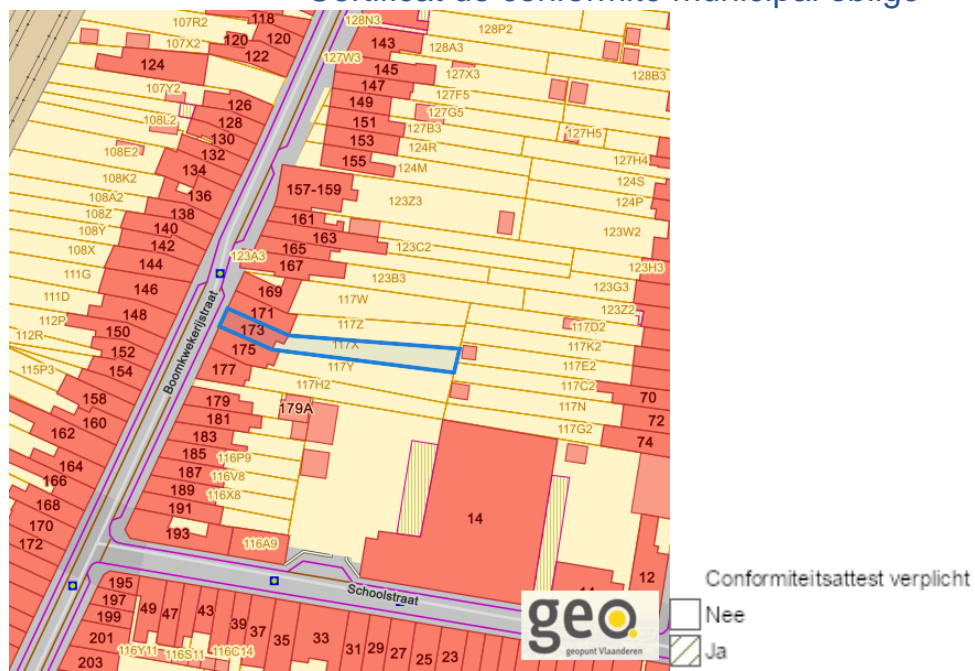 Certificat de conformité municipal obligé
128N3
128P2
107R2
118
120
120
107X2
122
143
128A3
127W3
124
145
127X3
128B3
107Y2
147
127F5
126
149
127G5
108L2
128
151
127B3
127H5
130
153
124R
108E2
132
155
124M
127H4
134
108K2
157-159
124S
136
123Z3
124P
108A2
138
161
108Z
140
163
123W2
108Y
142
165
123C2
108X
123A3
167
123H3
144
111G
123B3
123G3
146
169
117W
111D
171
123Z2
148
117Z
117D2
112P
150
173
117X
117K2
112R
152
175
117Y
117E2
115P3
154
177
117H2
117C2
Boomkwekerijstraat
158
179
179A
117N
70
160
181
72
162
183
117G2
74
185
116P9
164
187
116V8
166
189
116X8
168
191
14
170
193
116A9
172
12
195
Schoolstraat
197
49
47
43
199
39
37
35
33
201
31
29
27
25
23
203
116Y11
116S11
116C14
geo.
geopunt Vlaanderen
Conformiteitsattest verplicht
Nee
Ja